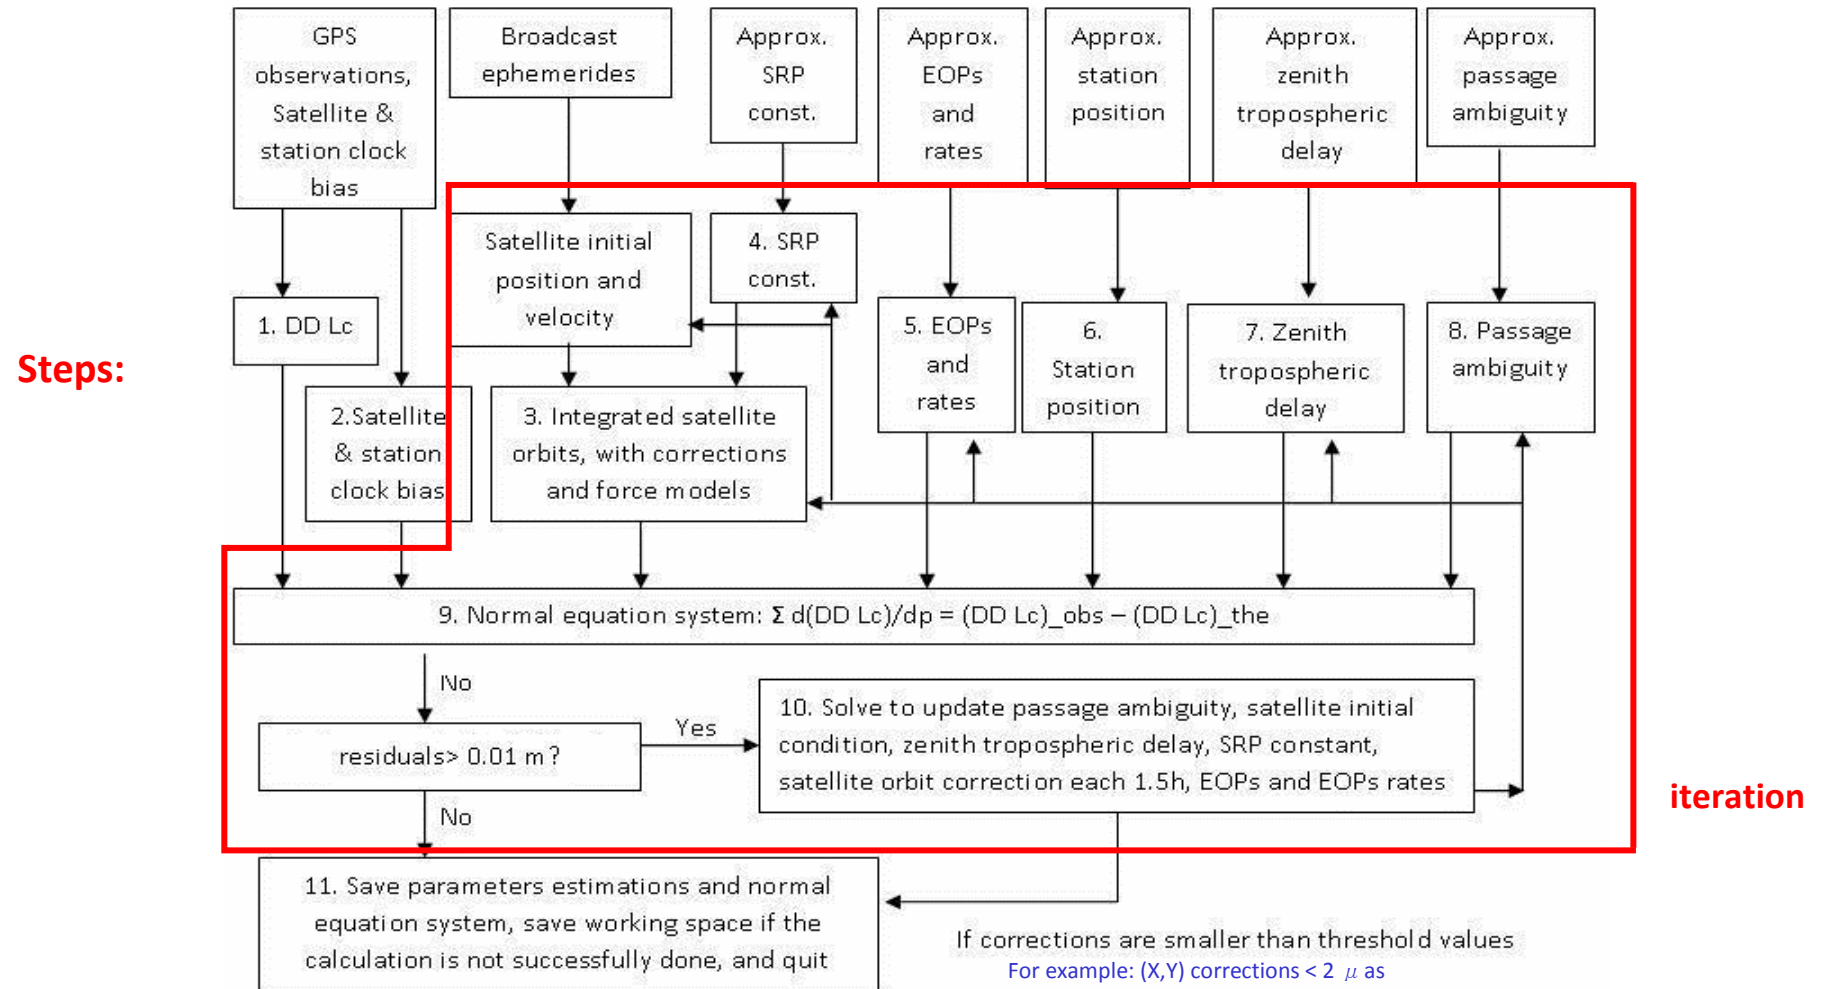 GPS
observations,
Satellite &
station clock
bias
Broadcast
ephemerides
Approx.
SRP
const.
Approx.
EOPs
and
rates
Approx.
station
position
Approx.
zenith
tropospheric
delay
Approx.
passage
ambiguity
Steps:
1. DD Lc
2.Satellite
& station
clock bias
Satellite initial
position and
velocity
4. SRP
const.
3. Integrated satellite
orbits, with corrections
and force models
5. EOPs
and
rates
6.
Station
position
7. Zenith
tropospheric
delay
8. Passage
ambiguity
9. Normal equation system: Σ d(DD Lc)/dp = (DD Lc)_obs – (DD Lc)_the
No
residuals> 0.01 m?
Yes
10. Solve to update passage ambiguity, satellite initial
condition, zenith tropospheric delay, SRP constant,
satellite orbit correction each 1.5h, EOPs and EOPs rates
iteration
No
11. Save parameters estimations and normal
equation system, save working space if the
calculation is not successfully done, and quit
If corrections are smaller than threshold values
For example: (X,Y) corrections < 2 μ as